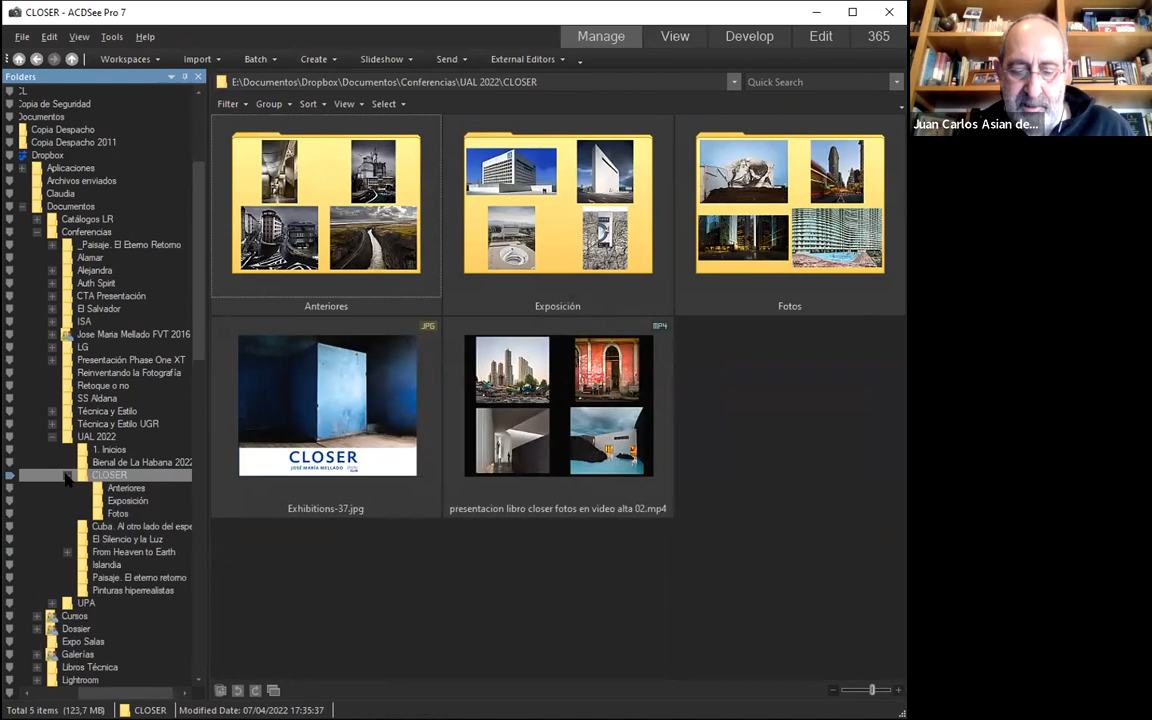 CLOSER - ACDSee Pro 7
File Edit View Tools Help
Manage View Develop Edit 365
Workspaces Import Batch Create Slideshow Send External Editors
Folders
E:\Documentos\Dropbox\Documentos\Conferencias\UAL 2022\CLOSER
Quick Search
Filter Group Sort View Select
CL
Copia de Seguridad
Documentos
Copia Despacho
Copia Despacho 2011
Dropbox
Aplicaciones
Archivos enviados
Claudia
Documentos
Catálogos LR
Conferencias
_Paisaje. El Eterno Retorno
Alamar
Alejandra
Auth Spirit
CTA Presentación
El Salvador
ISA
Jose Maria Mellado FVT 2016
LG
Presentación Phase One XT
Reinventando la Fotografía
Retoque o no
SS Aldana
Técnica y Estilo
Técnica y Estilo UGR
UAL 2022
1. Inicios
Bienal de La Habana 2022
CLOSER
Anteriores
Exposición
Fotos
Cuba. Al otro lado del espe
El Silencio y la Luz
From Heaven to Earth
Islandia
Paisaje. El eterno retorno
Pinturas hiperrealistas
UPA
Cursos
Dossier
Expo Salas
Galerías
Libros Técnica
Lightroom
Anteriores
Exposición
Fotos
JPG
CLOSER
JOSÉ MARÍA MELLADO
Exhibitions-37.jpg
MP4
presentacion libro closer fotos en video alta 02.mp4
Total 5 items (123,7 MB) CLOSER Modified Date: 07/04/2022 17:35:37
Juan Carlos Asian de...